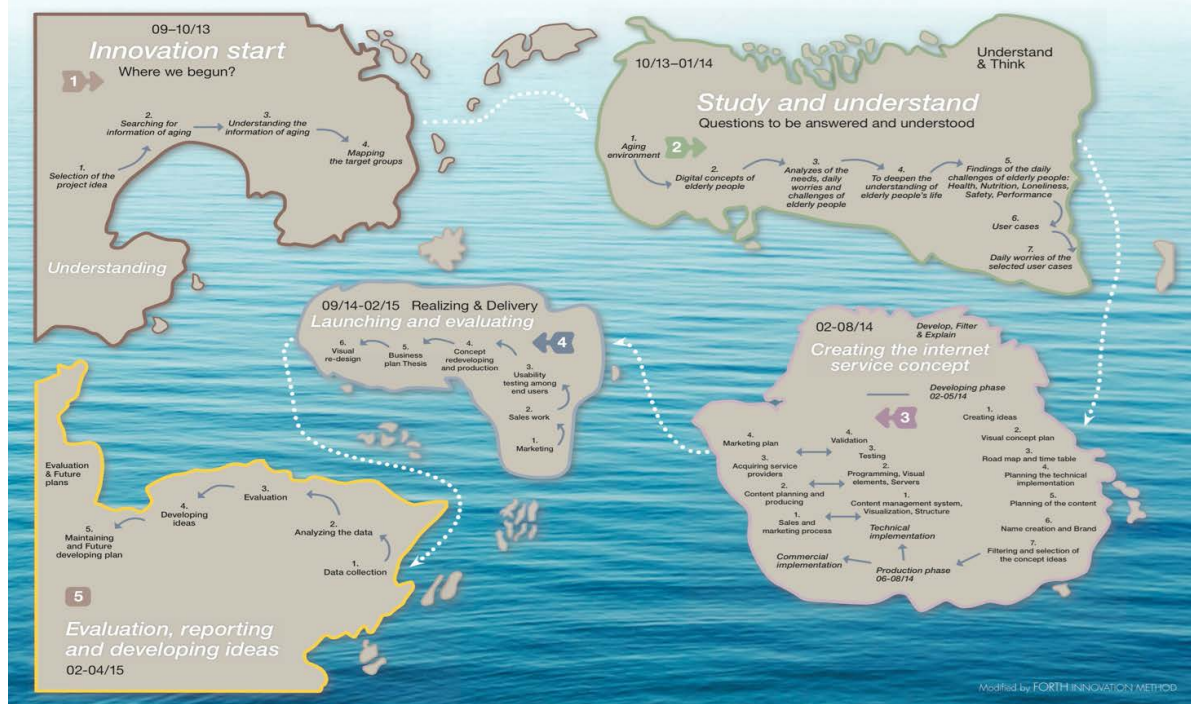 09–10/13
Innovation start
Where we begun?
1
1.
Selection of the
project idea
2.
Searching for
information of aging
3.
Understanding the
information of aging
4.
Mapping
the target groups
Understanding
10/13–01/14
Understand
& Think
Study and understand
Questions to be answered and understood
2
1.
Aging
environment
2.
Digital concepts of
elderly people
3.
Analyzes of the
needs, daily
worries and
challenges of
elderly people
4.
To deepen the
understanding of
elderly people's life
5.
Findings of the daily
challenges of elderly people:
Health, Nutrition, Loneliness,
Safety, Performance
6.
User cases
7.
Daily worries of the
selected user cases
02-08/14
Develop, Filter
& Explain
Creating the internet
service concept
Developing phase
02-05/14
3
1.
Creating ideas
2.
Visual concept plan
3.
Road map and time table
4.
Planning the technical
implementation
5.
Planning of the content
6.
Name creation and Brand
7.
Filtering and selection of
the concept ideas
Production phase
06-08/14
Technical
implementation
1.
Content management system,
Visualization, Structure
2.
Programming, Visual
elements, Servers
3.
Testing
4.
Validation
Commercial
implementation
1.
Sales and
marketing process
2.
Content planning and
producing
3.
Acquiring service
providers
4.
Marketing plan
09/14-02/15 Realizing & Delivery
Launching and evaluating
4
1.
Marketing
2.
Sales work
3.
Usability
testing among
end users
4.
Concept
redeveloping
and production
5.
Business
plan Thesis
6.
Visual
re-design
Evaluation
& Future
plans
1.
Data collection
2.
Analyzing the data
3.
Evaluation
4.
Developing
ideas
5.
Maintaining
and Future
developing plan
5
Evaluation, reporting
and developing ideas
02-04/15
Modified by FORTH INNOVATION METHOD